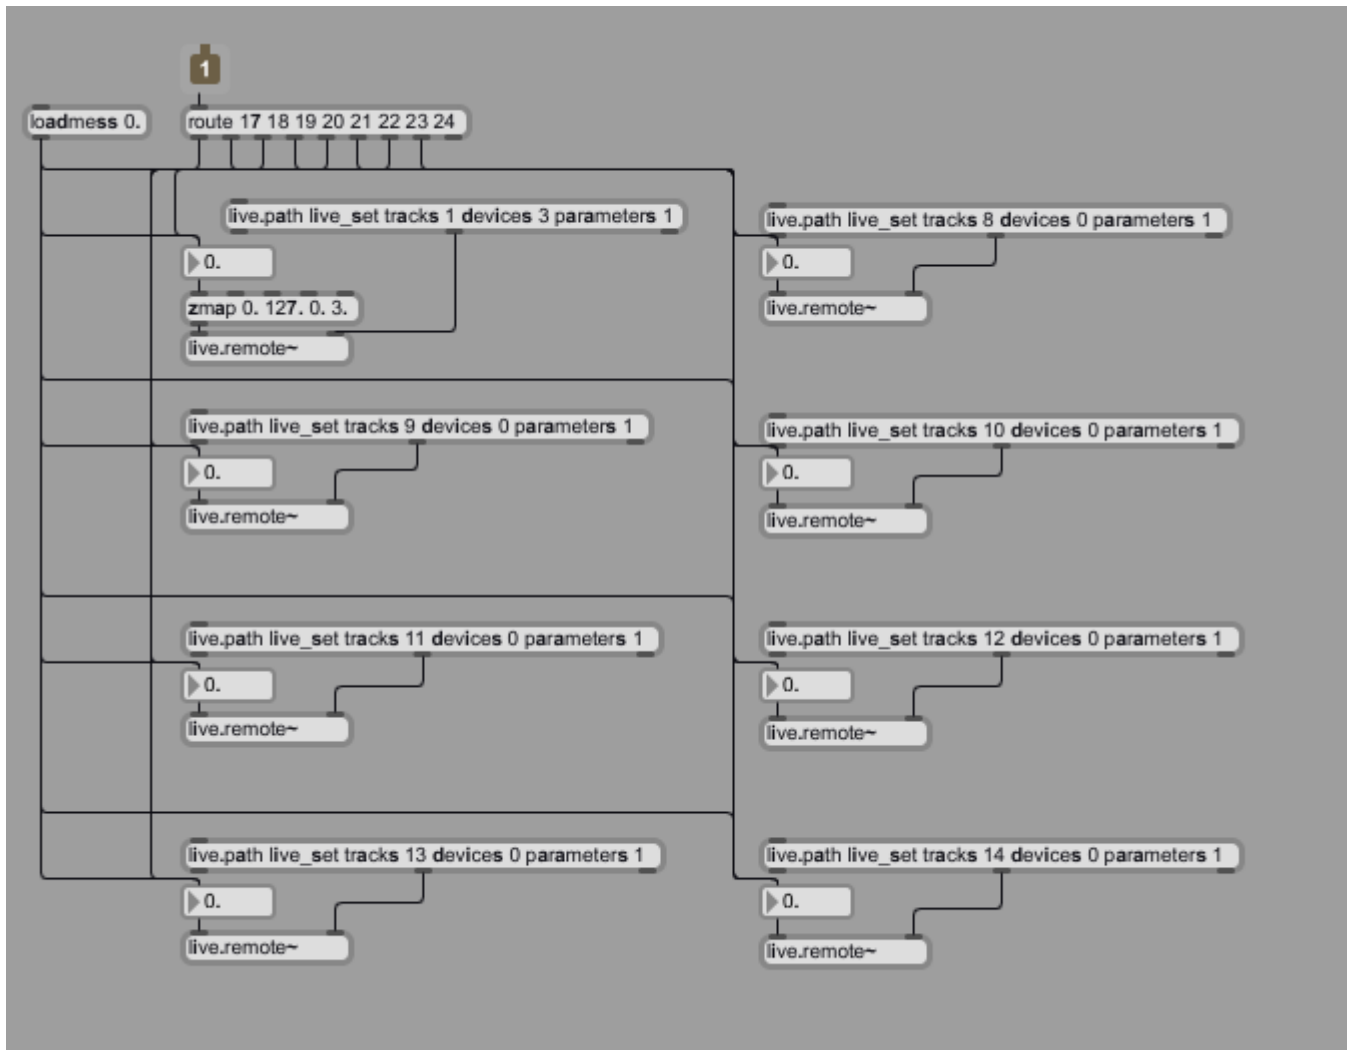 1
loadmess 0.
route 17 18 19 20 21 22 23 24
live.path live_set tracks 1 devices 3 parameters 1
0.
zmap 0. 127. 0. 3.
live.remote~
live.path live_set tracks 8 devices 0 parameters 1
0.
live.remote~
live.path live_set tracks 9 devices 0 parameters 1
0.
live.remote~
live.path live_set tracks 10 devices 0 parameters 1
0.
live.remote~
live.path live_set tracks 11 devices 0 parameters 1
0.
live.remote~
live.path live_set tracks 12 devices 0 parameters 1
0.
live.remote~
live.path live_set tracks 13 devices 0 parameters 1
0.
live.remote~
live.path live_set tracks 14 devices 0 parameters 1
0.
live.remote~